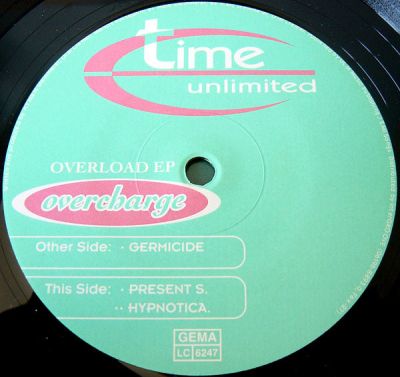 time
unlimited
OVERLOAD EP
overcharge
Other Side: · GERMICIDE
This Side: · PRESENT S.
·· HYPNOTICA.
GEMA
LC 6247